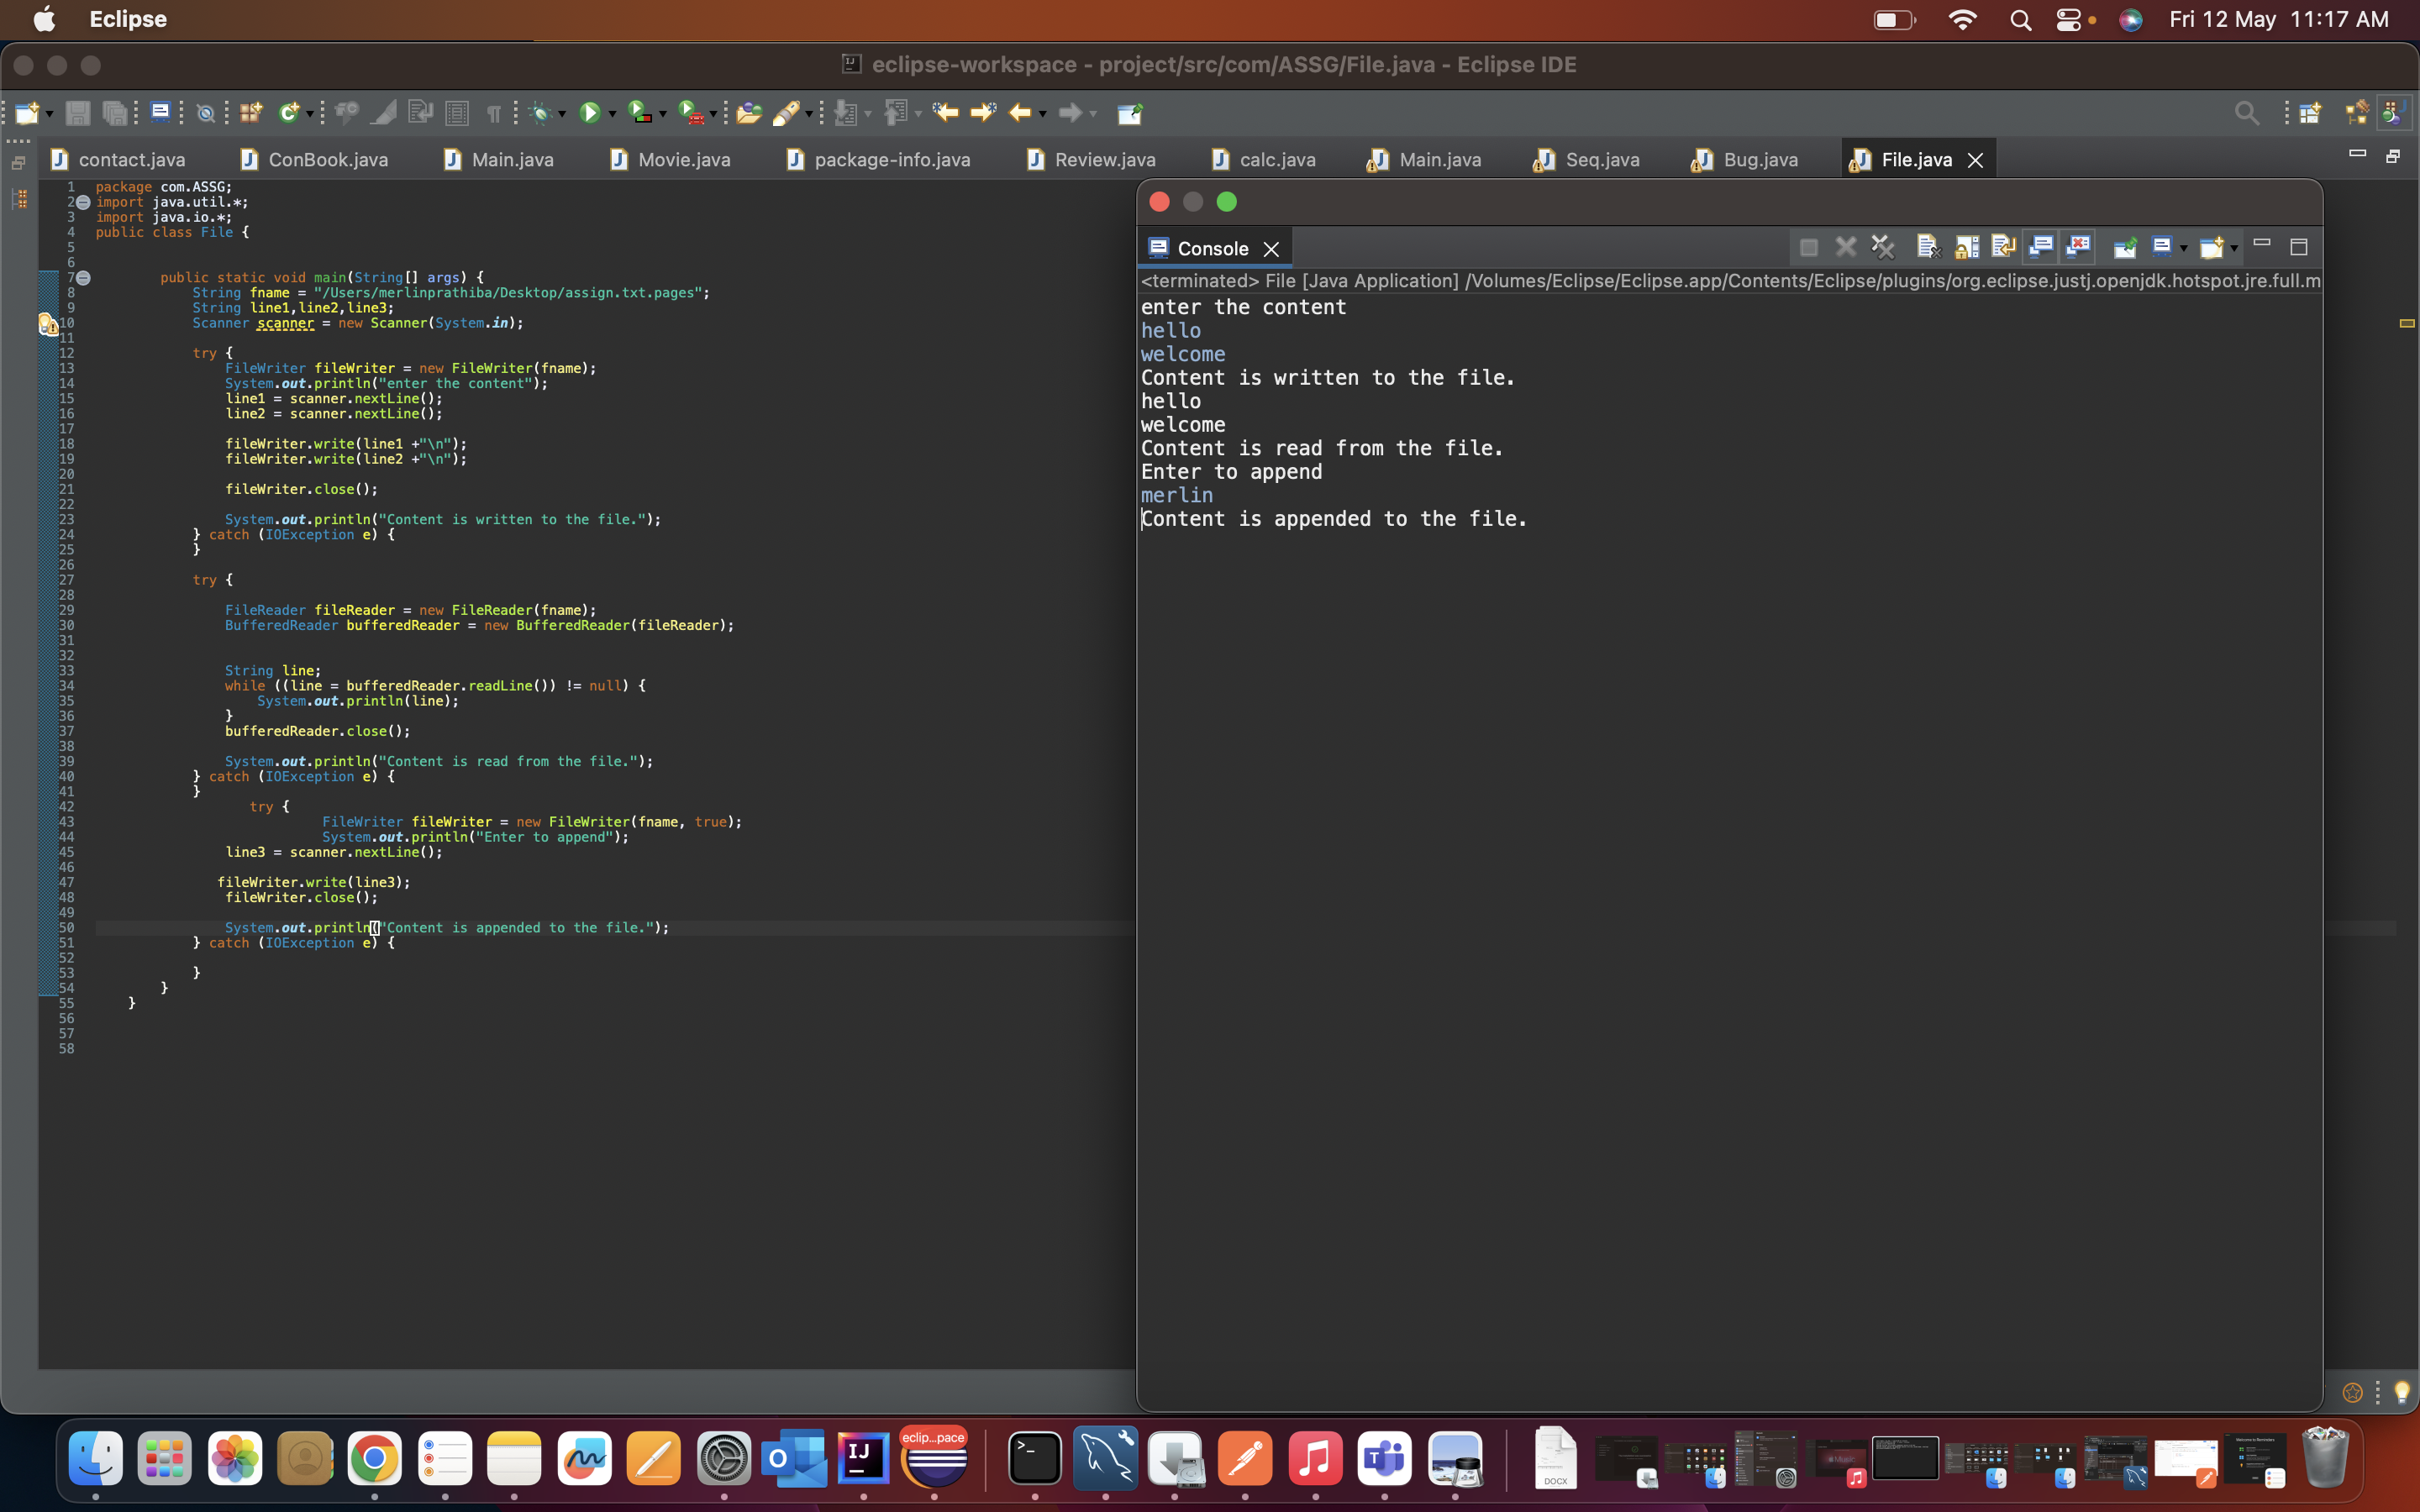 Eclipse
Fri 12 May 11:17 AM
eclipse-workspace - project/src/com/ASSG/File.java - Eclipse IDE
contact.java
ConBook.java
Main.java
Movie.java
package-info.java
Review.java
calc.java
Main.java
Seq.java
Bug.java
File.java
1 package com.ASSG;
2 import java.util.*;
3 import java.io.*;
4 public class File {
5
6
7 public static void main(String[] args) {
8 String fname = "/Users/merlinprathiba/Desktop/assign.txt.pages";
9 String line1,line2,line3;
10 Scanner scanner = new Scanner(System.in);
11
12 try {
13 FileWriter fileWriter = new FileWriter(fname);
14 System.out.println("enter the content");
15 line1 = scanner.nextLine();
16 line2 = scanner.nextLine();
17
18 fileWriter.write(line1 +"\n");
19 fileWriter.write(line2 +"\n");
20
21 fileWriter.close();
22
23 System.out.println("Content is written to the file.");
24 } catch (IOException e) {
25 }
26
27 try {
28
29 FileReader fileReader = new FileReader(fname);
30 BufferedReader bufferedReader = new BufferedReader(fileReader);
31
32
33 String line;
34 while ((line = bufferedReader.readLine()) != null) {
35 System.out.println(line);
36 }
37 bufferedReader.close();
38
39 System.out.println("Content is read from the file.");
40 } catch (IOException e) {
41 }
42 try {
43 FileWriter fileWriter = new FileWriter(fname, true);
44 System.out.println("Enter to append");
45 line3 = scanner.nextLine();
46
47 fileWriter.write(line3);
48 fileWriter.close();
49
50 System.out.println("Content is appended to the file.");
51 } catch (IOException e) {
52
53 }
54 }
55 }
56
57
58
Console
<terminated> File [Java Application] /Volumes/Eclipse/Eclipse.app/Contents/Eclipse/plugins/org.eclipse.justj.openjdk.hotspot.jre.full.m
enter the content
hello
welcome
Content is written to the file.
hello
welcome
Content is read from the file.
Enter to append
merlin
Content is appended to the file.
eclip...pace
IJ
DOCX